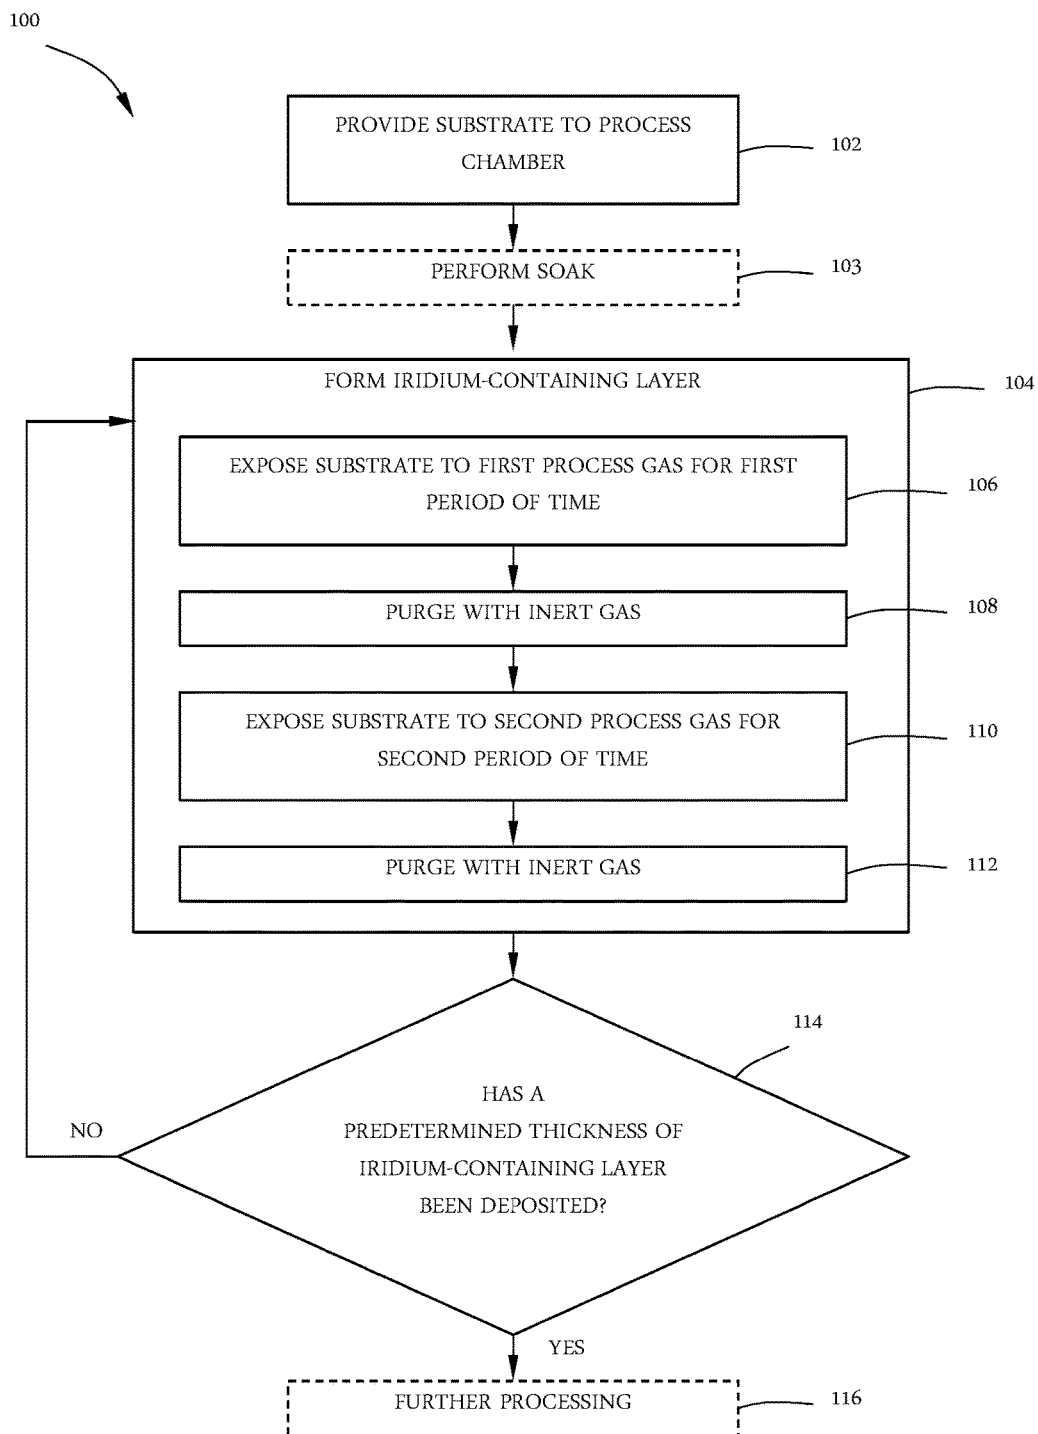 100
PROVIDE SUBSTRATE TO PROCESS
CHAMBER
102
PERFORM SOAK
103
FORM IRIDIUM-CONTAINING LAYER
104
EXPOSE SUBSTRATE TO FIRST PROCESS GAS FOR FIRST
PERIOD OF TIME
106
PURGE WITH INERT GAS
108
EXPOSE SUBSTRATE TO SECOND PROCESS GAS FOR
SECOND PERIOD OF TIME
110
PURGE WITH INERT GAS
112
114
HAS A
PREDETERMINED THICKNESS OF
IRIDIUM-CONTAINING LAYER
BEEN DEPOSITED?
NO
YES
FURTHER PROCESSING
116